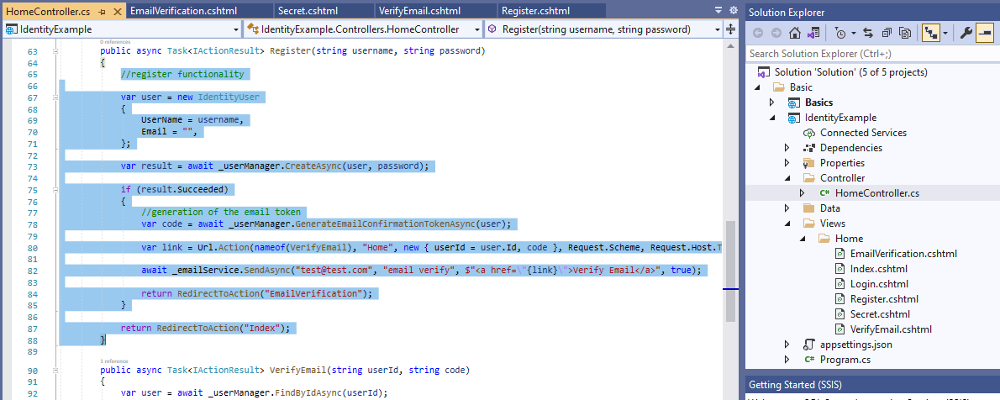 HomeController.cs
EmailVerification.cshtml
Secret.cshtml
VerifyEmail.cshtml
Register.cshtml
IdentityExample
IdentityExample.Controllers.HomeController
Register(string username, string password)
0 references
63 public async Task<IActionResult> Register(string username, string password)
64 {
65 //register functionality
66
67 var user = new IdentityUser
68 {
69 UserName = username,
70 Email = "",
71 };
72
73 var result = await _userManager.CreateAsync(user, password);
74
75 if (result.Succeeded)
76 {
77 //generation of the email token
78 var code = await _userManager.GenerateEmailConfirmationTokenAsync(user);
79
80 var link = Url.Action(nameof(VerifyEmail), "Home", new { userId = user.Id, code }, Request.Scheme, Request.Host.T
81
82 await _emailService.SendAsync("test@test.com", "email verify", $"<a href=\"{link}\">Verify Email</a>", true);
83
84 return RedirectToAction("EmailVerification");
85 }
86
87 return RedirectToAction("Index");
88 }
89
1 reference
90 public async Task<IActionResult> VerifyEmail(string userId, string code)
91 {
92 var user = await _userManager.FindByIdAsync(userId);
Solution Explorer
Search Solution Explorer (Ctrl+;)
Solution 'Solution' (5 of 5 projects)
Basic
Basics
IdentityExample
Connected Services
Dependencies
Properties
Controller
C# HomeController.cs
Data
Views
Home
EmailVerification.cshtml
Index.cshtml
Login.cshtml
Register.cshtml
Secret.cshtml
VerifyEmail.cshtml
appsettings.json
C# Program.cs
Getting Started (SSIS)